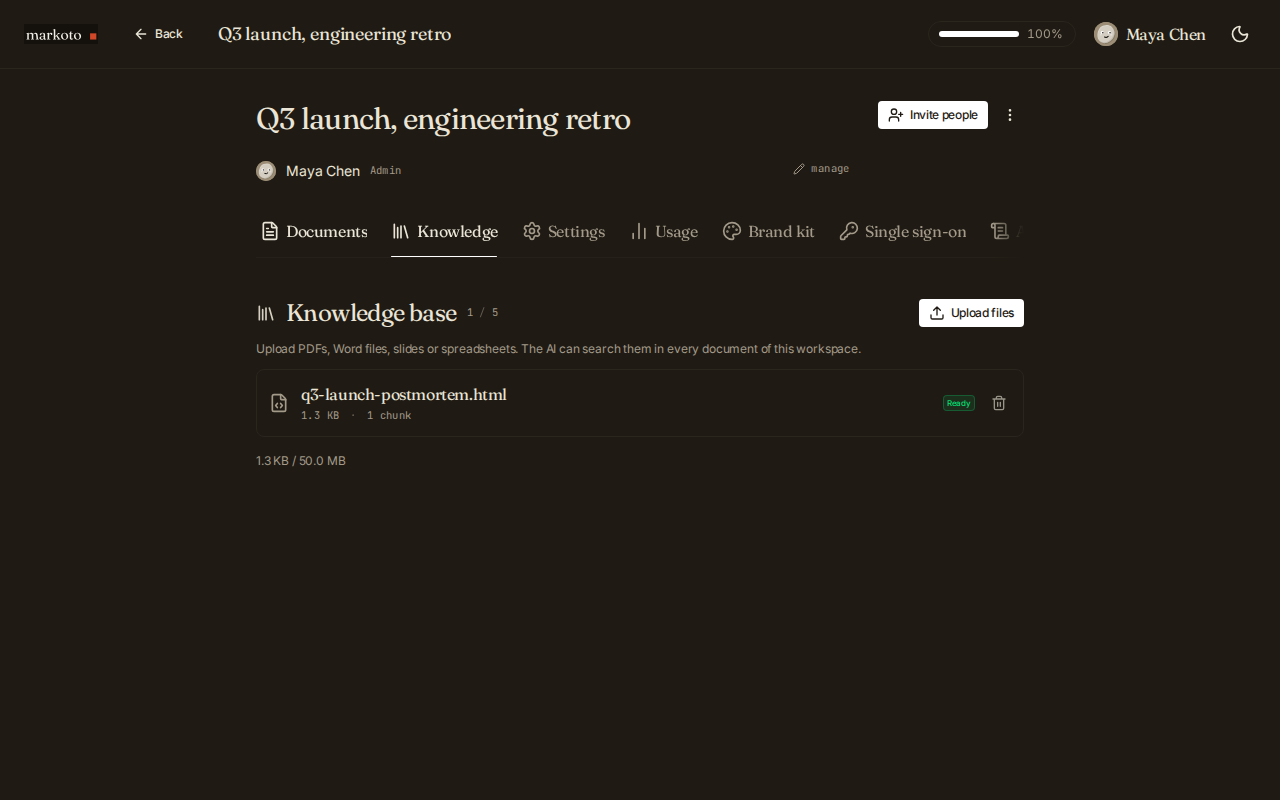 markoto
Back
Q3 launch, engineering retro
100%
Maya Chen
Q3 launch, engineering retro
Invite people
Maya Chen Admin
manage
Documents
Knowledge
Settings
Usage
Brand kit
Single sign-on
Knowledge base 1 / 5
Upload files
Upload PDFs, Word files, slides or spreadsheets. The AI can search them in every document of this workspace.
q3-launch-postmortem.html
1.3 KB · 1 chunk
Ready
1.3 KB / 50.0 MB